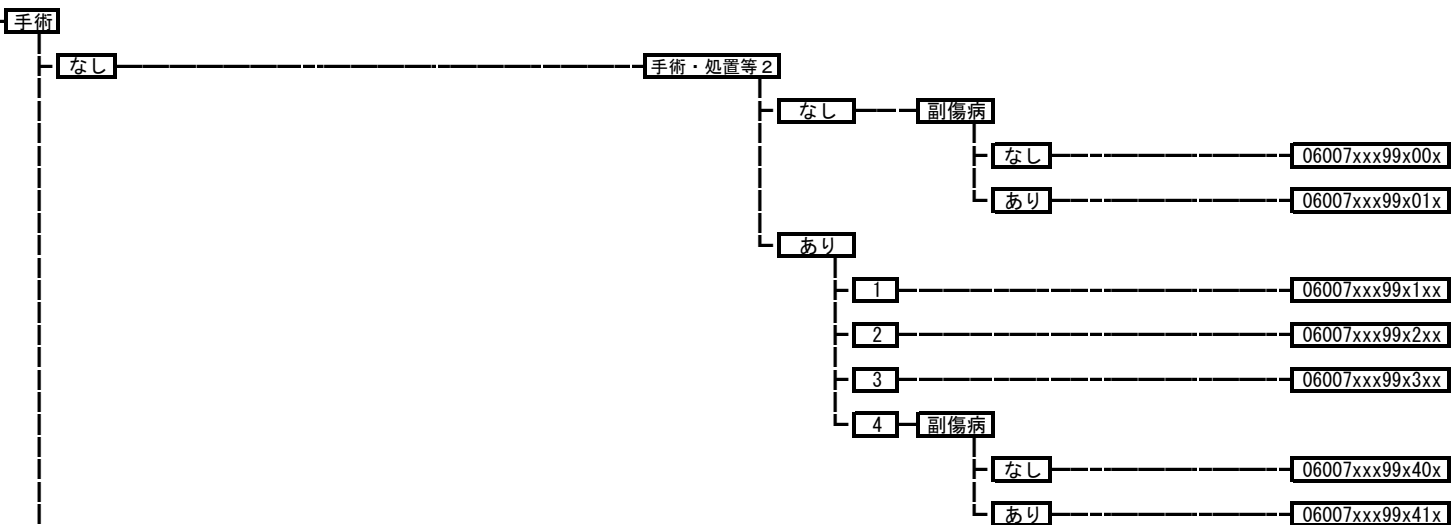 手術
なし 手術・処置等２
なし 副傷病
なし 06007xxx99x00x
あり 06007xxx99x01x
あり
1 06007xxx99x1xx
2 06007xxx99x2xx
3 06007xxx99x3xx
4 副傷病
なし 06007xxx99x40x
あり 06007xxx99x41x